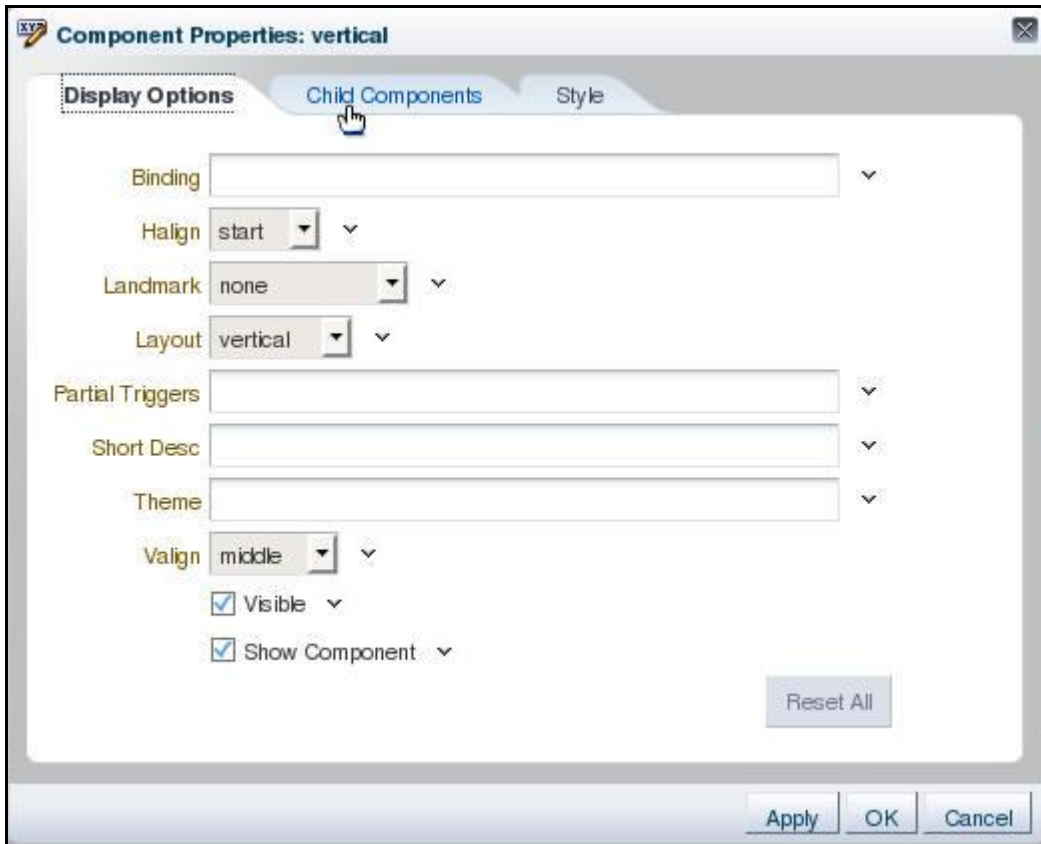 Component Properties: vertical
Display Options Child Components Style
Binding
Halign start
Landmark none
Layout vertical
Partial Triggers
Short Desc
Theme
Valign middle
Visible
Show Component
Reset All
Apply OK Cancel